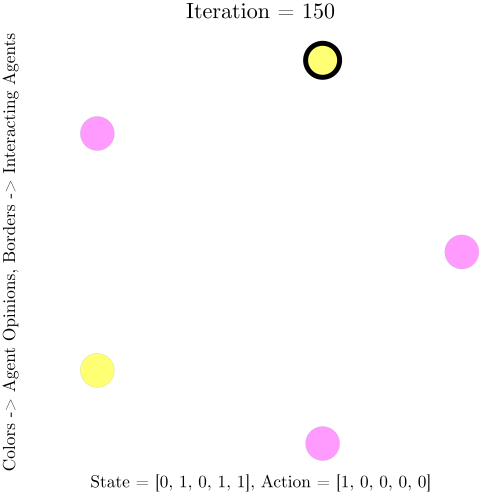 Iteration = 150
Colors -> Agent Opinions, Borders -> Interacting Agents
State = [0, 1, 0, 1, 1], Action = [1, 0, 0, 0, 0]